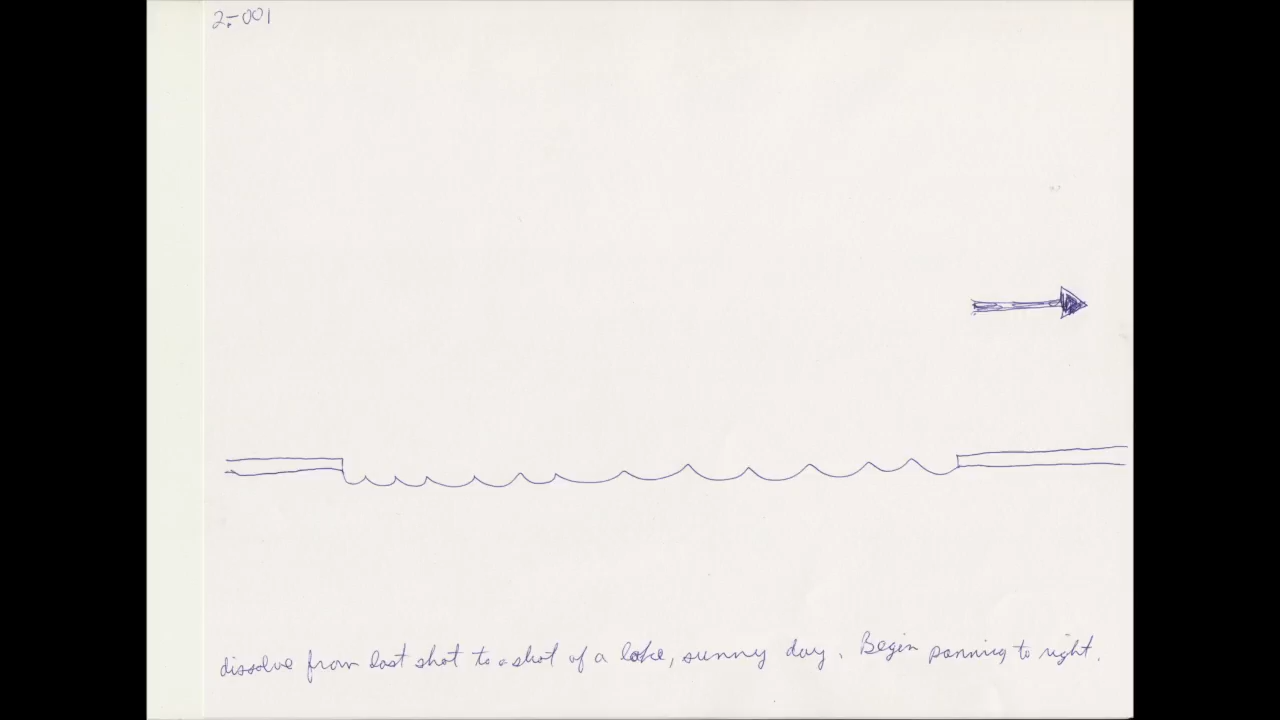 2-001
dissolve from last shot to a shot of a lake, sunny day. Begin panning to right.